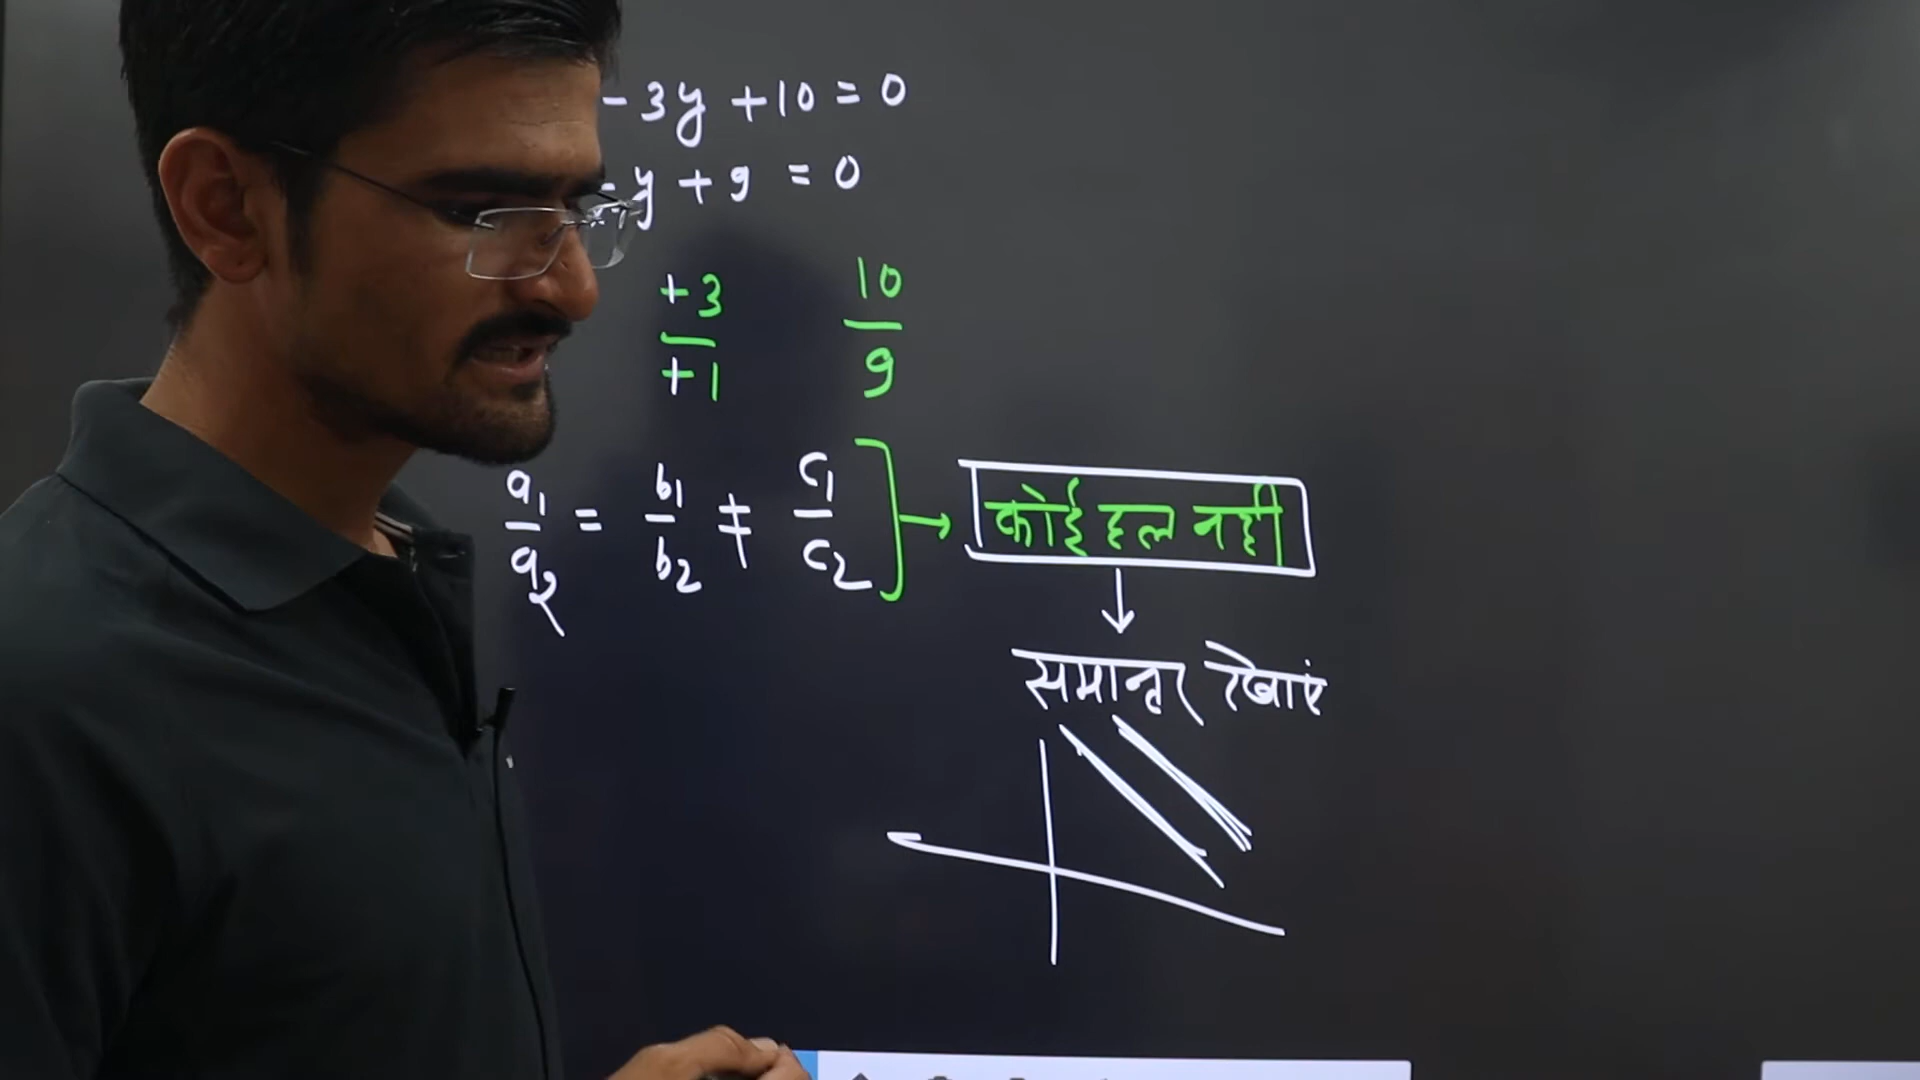 - 3y + 10 = 0
- y + 9 = 0
+3/+1 10/9
a₁/a₂ = b₁/b₂ ≠ c₁/c₂ ] → कोई हल नही
↓
समान्तर रेखाएं